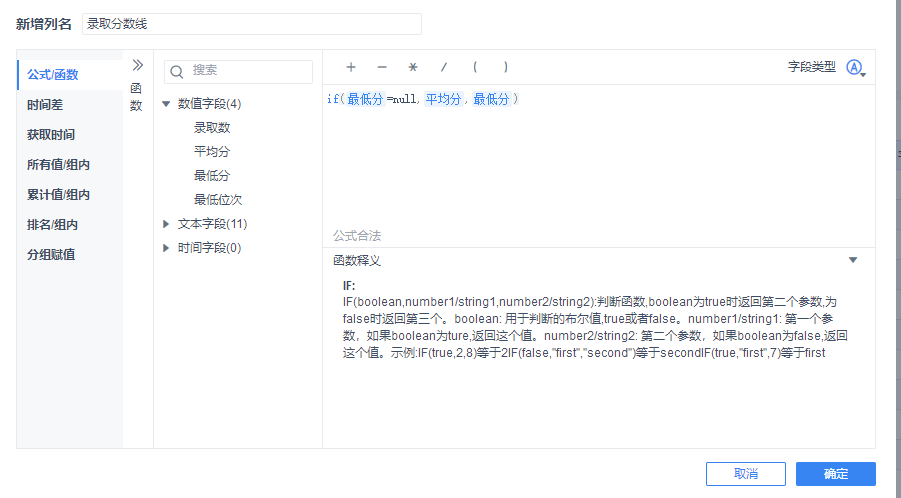 新增列名 录取分数线
公式/函数
时间差
获取时间
所有值/组内
累计值/组内
排名/组内
分组赋值
函
数
搜索
数值字段(4)
录取数
平均分
最低分
最低位次
文本字段(11)
时间字段(0)
+ − * / ( ) 字段类型 A
if(最低分=null,平均分,最低分)
公式合法
函数释义
IF:
IF(boolean,number1/string1,number2/string2):判断函数,boolean为true时返回第二个参数,为
false时返回第三个。boolean: 用于判断的布尔值,true或者false。number1/string1: 第一个参
数，如果boolean为ture,返回这个值。number2/string2: 第二个参数，如果boolean为false,返回
这个值。示例:IF(true,2,8)等于2IF(false,"first","second")等于secondIF(true,"first",7)等于first
取消 确定